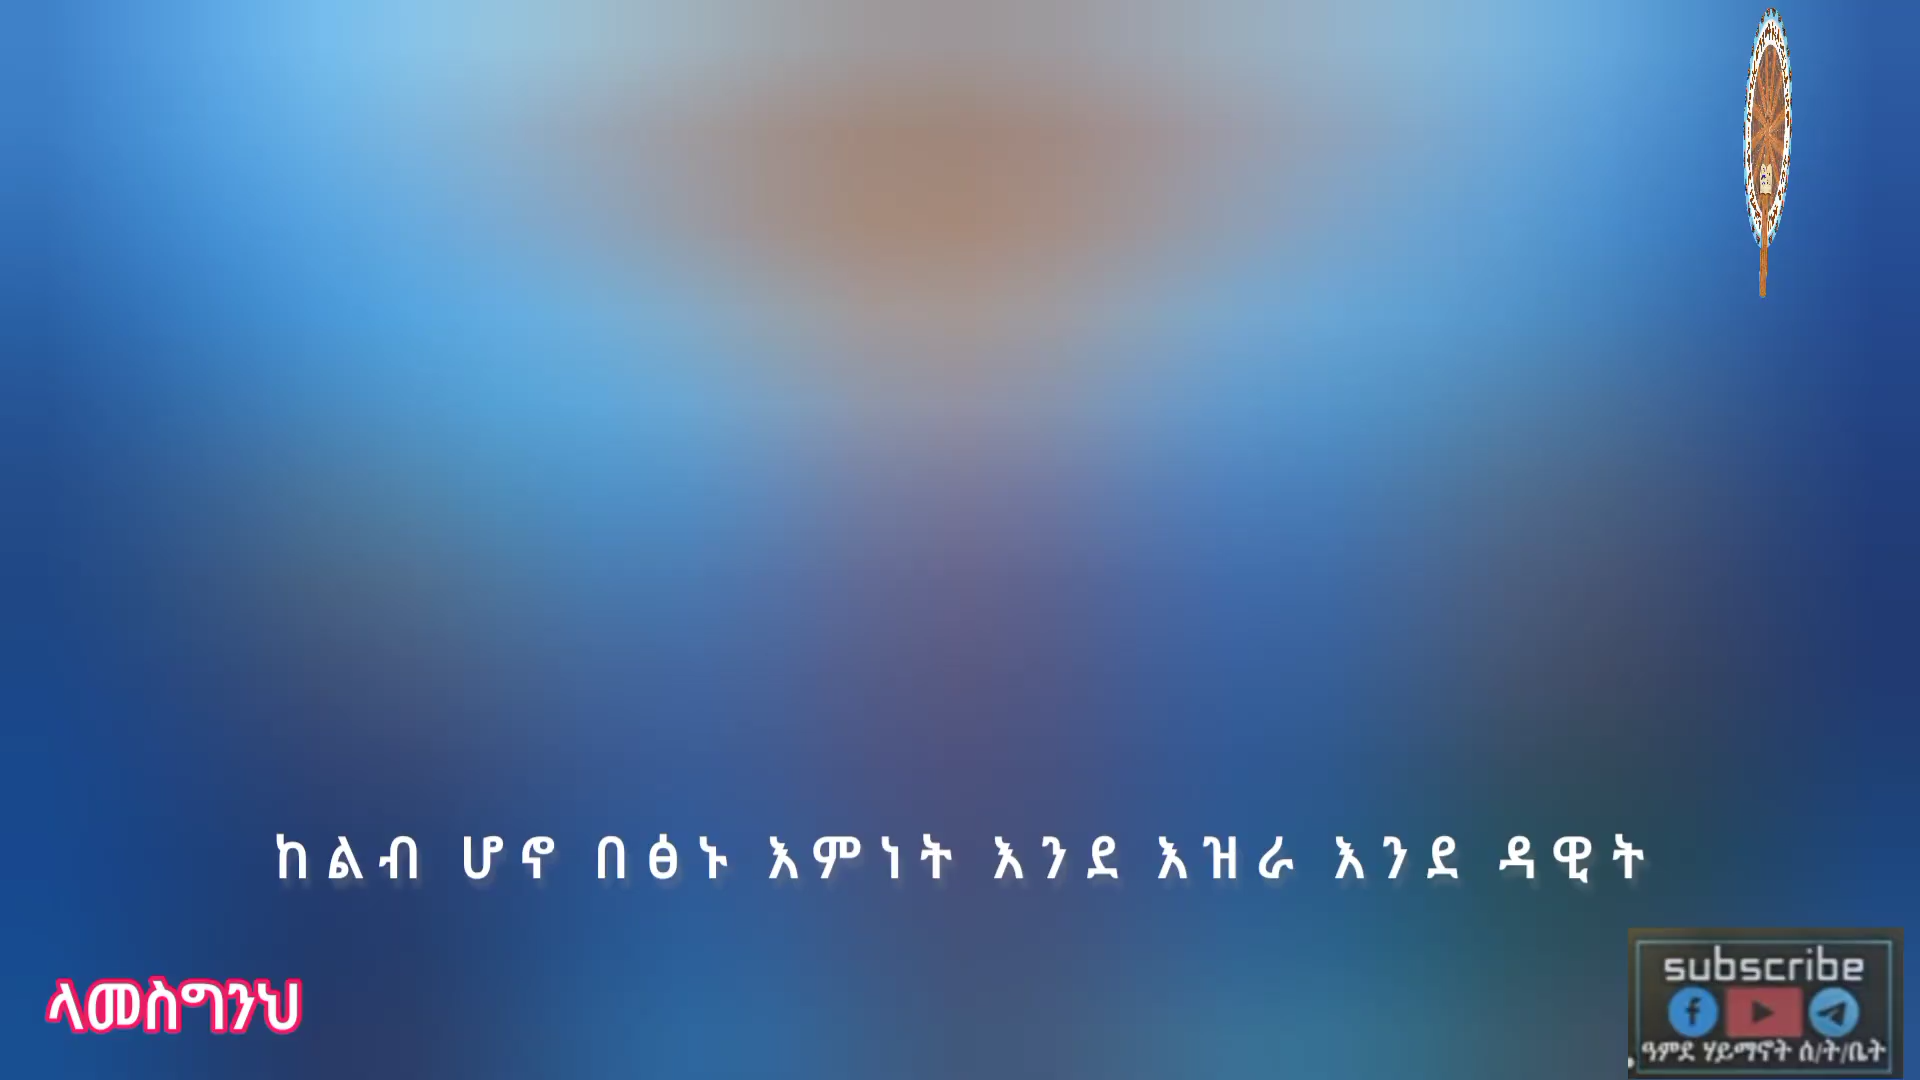 ከልብ ሆኖ በፅኑ እምነት እንደ እዝራ እንደ ዳዊት
ላመስግንህ
subscribe
ዓምደ ሃይማኖት ሰ/ት/ቤት